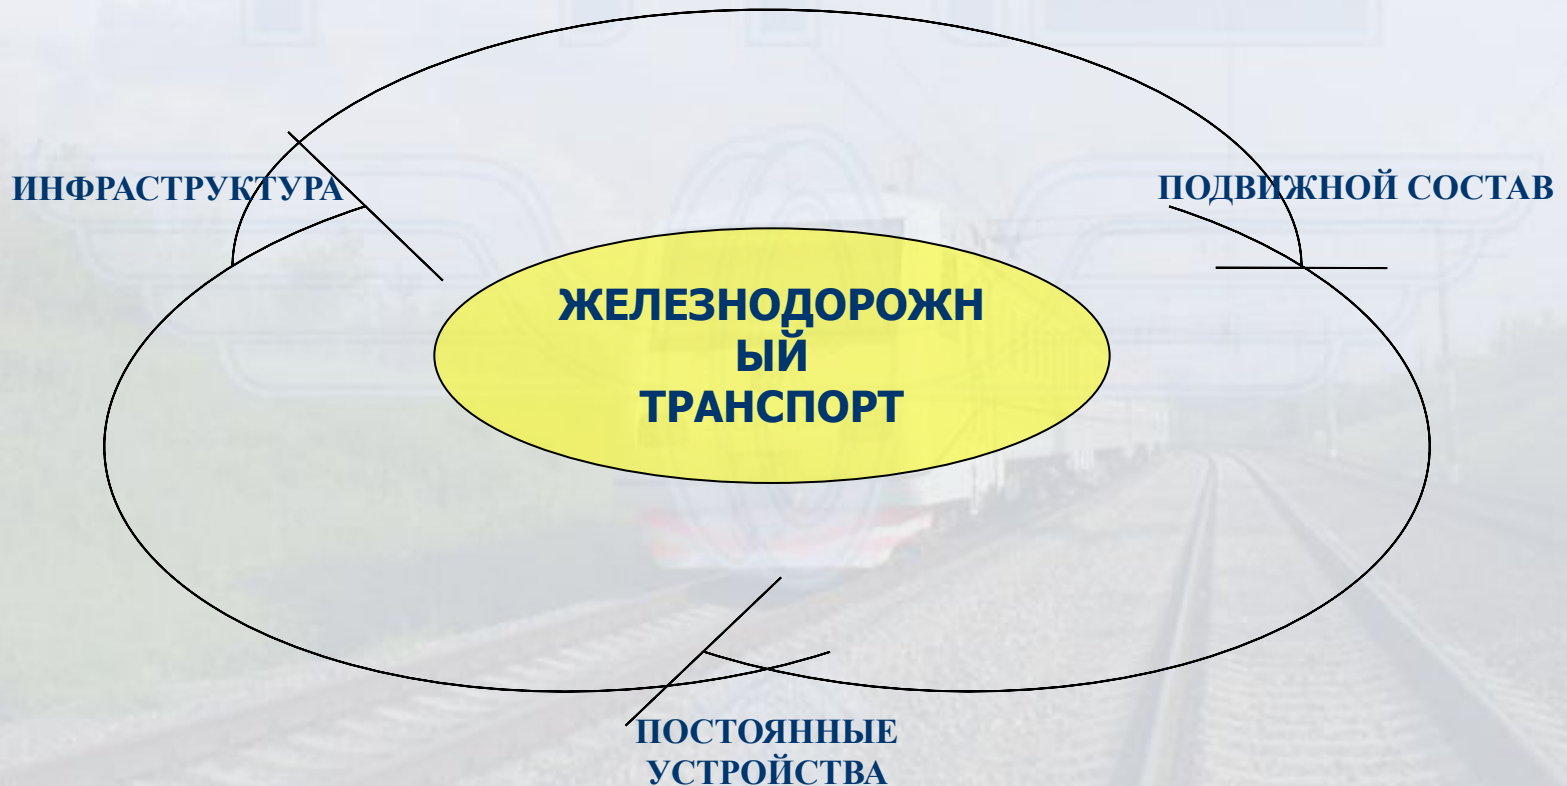 ИНФРАСТРУКТУРА
ПОДВИЖНОЙ СОСТАВ
ЖЕЛЕЗНОДОРОЖН
ЫЙ
ТРАНСПОРТ
ПОСТОЯННЫЕ
УСТРОЙСТВА